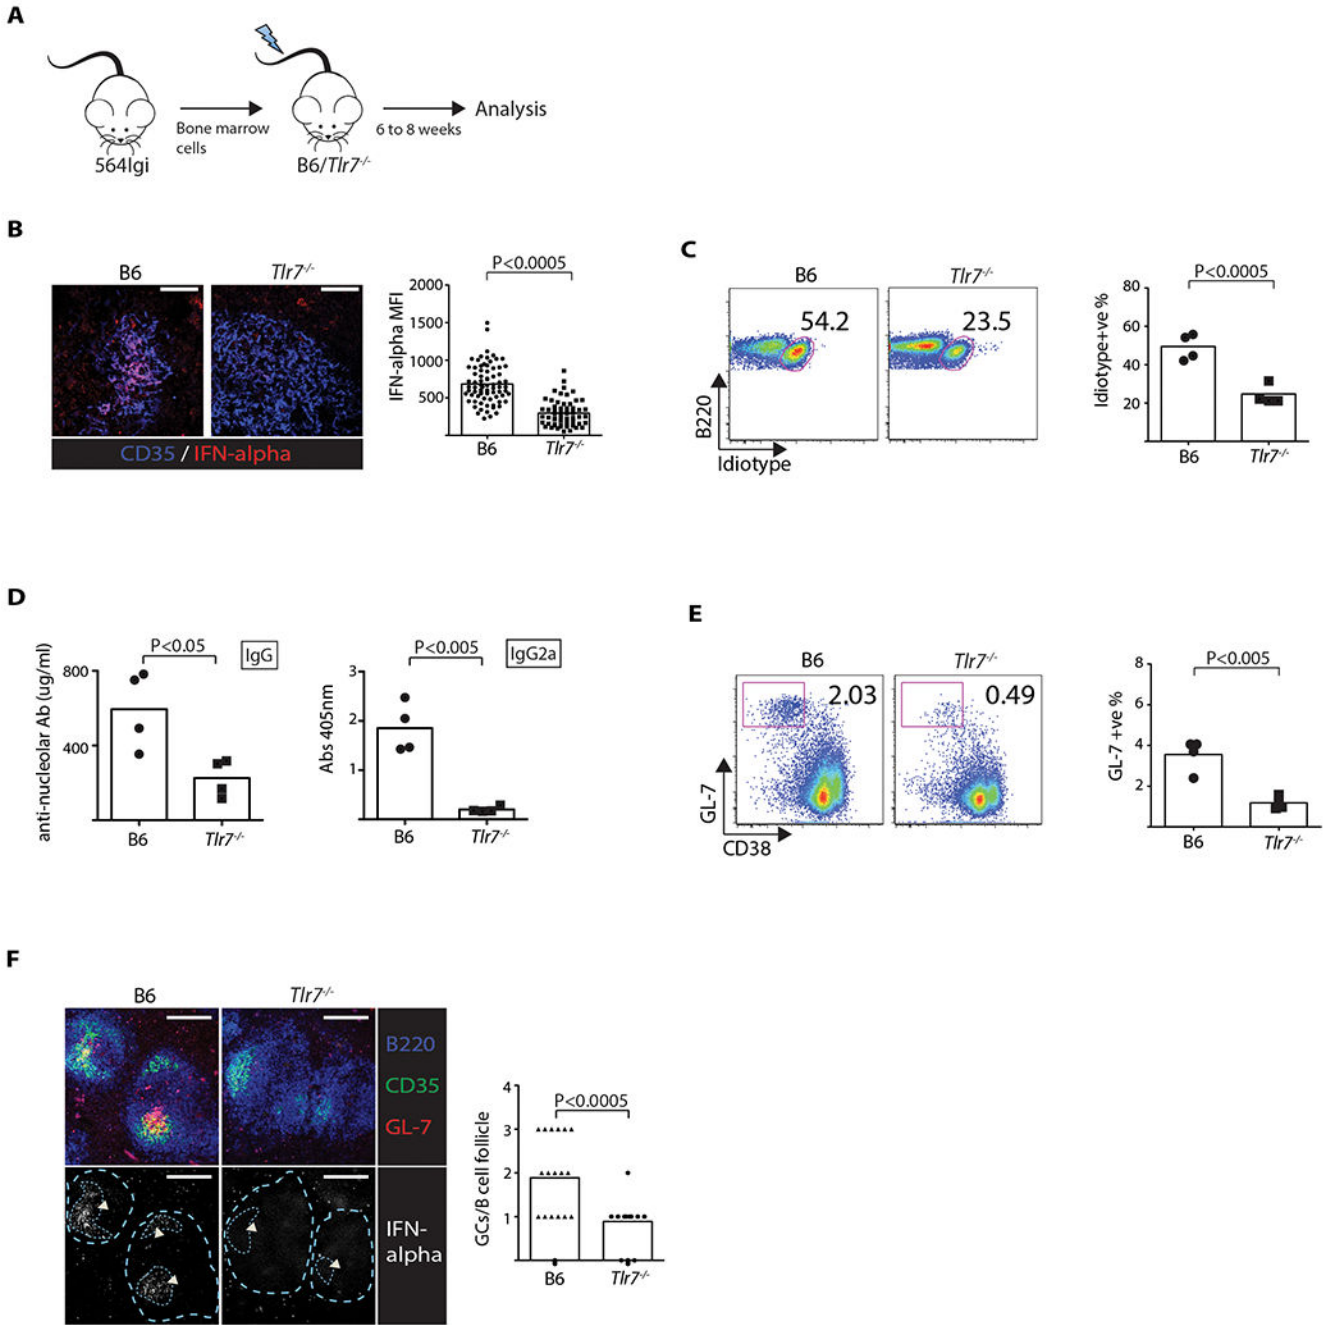 A
Bone marrow
cells
6 to 8 weeks
Analysis
564Igi
B6/Tlr7-/-
B
B6
Tlr7-/-
CD35 / IFN-alpha
P<0.0005
IFN-alpha MFI
2000
1500
1000
500
B6
Tlr7-/-
C
B6
Tlr7-/-
54.2
23.5
B220
Idiotype
P<0.0005
Idiotype+ve %
80
60
40
20
B6
Tlr7-/-
D
P<0.05
IgG
anti-nucleolar Ab (ug/ml)
800
400
B6
Tlr7-/-
P<0.005
IgG2a
Abs 405nm
3
2
1
B6
Tlr7-/-
E
B6
Tlr7-/-
2.03
0.49
GL-7
CD38
P<0.005
GL-7 +ve %
8
6
4
2
B6
Tlr7-/-
F
B6
Tlr7-/-
B220
CD35
GL-7
IFN-
alpha
P<0.0005
GCs/B cell follicle
4
3
2
1
B6
Tlr7-/-